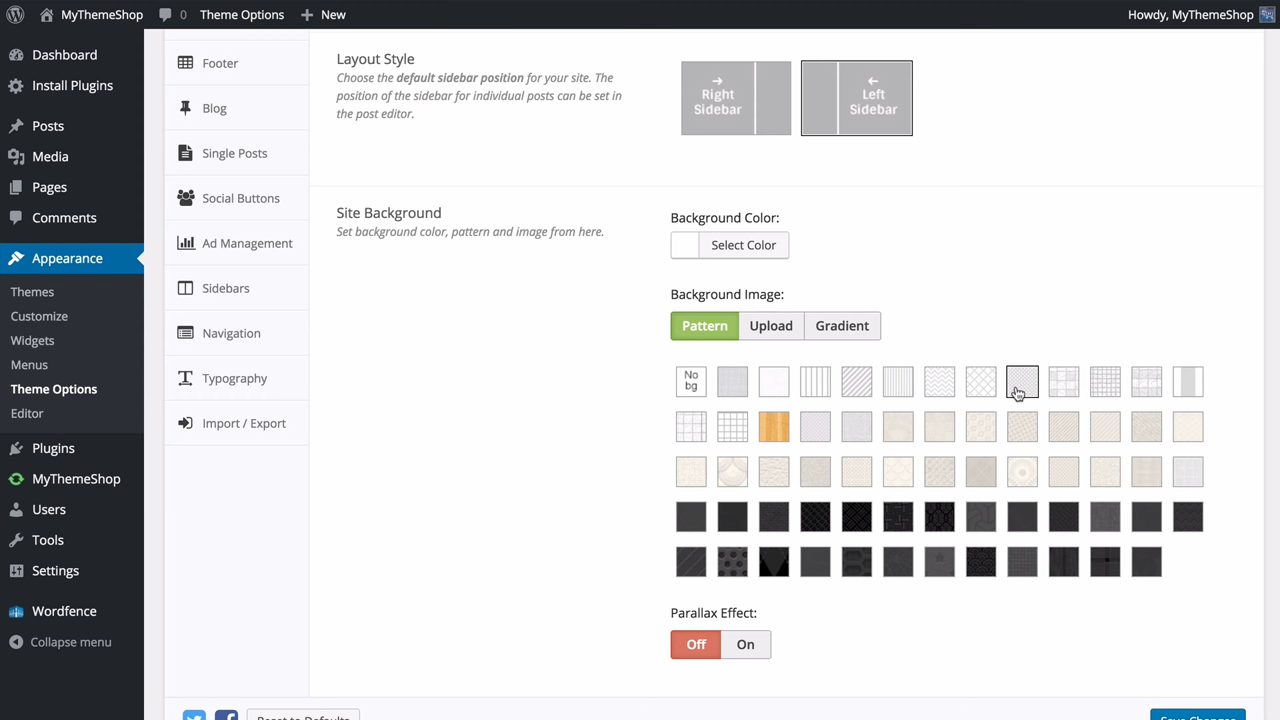 MyThemeShop
0
Theme Options
New
Howdy, MyThemeShop
Dashboard
Install Plugins
Posts
Media
Pages
Comments
Appearance
Themes
Customize
Widgets
Menus
Theme Options
Editor
Plugins
MyThemeShop
Users
Tools
Settings
Wordfence
Collapse menu
Footer
Blog
Single Posts
Social Buttons
Ad Management
Sidebars
Navigation
Typography
Import / Export
Layout Style
Choose the default sidebar position for your site. The
position of the sidebar for individual posts can be set in
the post editor.
Right
Sidebar
Left
Sidebar
Site Background
Set background color, pattern and image from here.
Background Color:
Select Color
Background Image:
Pattern
Upload
Gradient
No
bg
Parallax Effect:
Off
On
Reset to Defaults
Save Changes